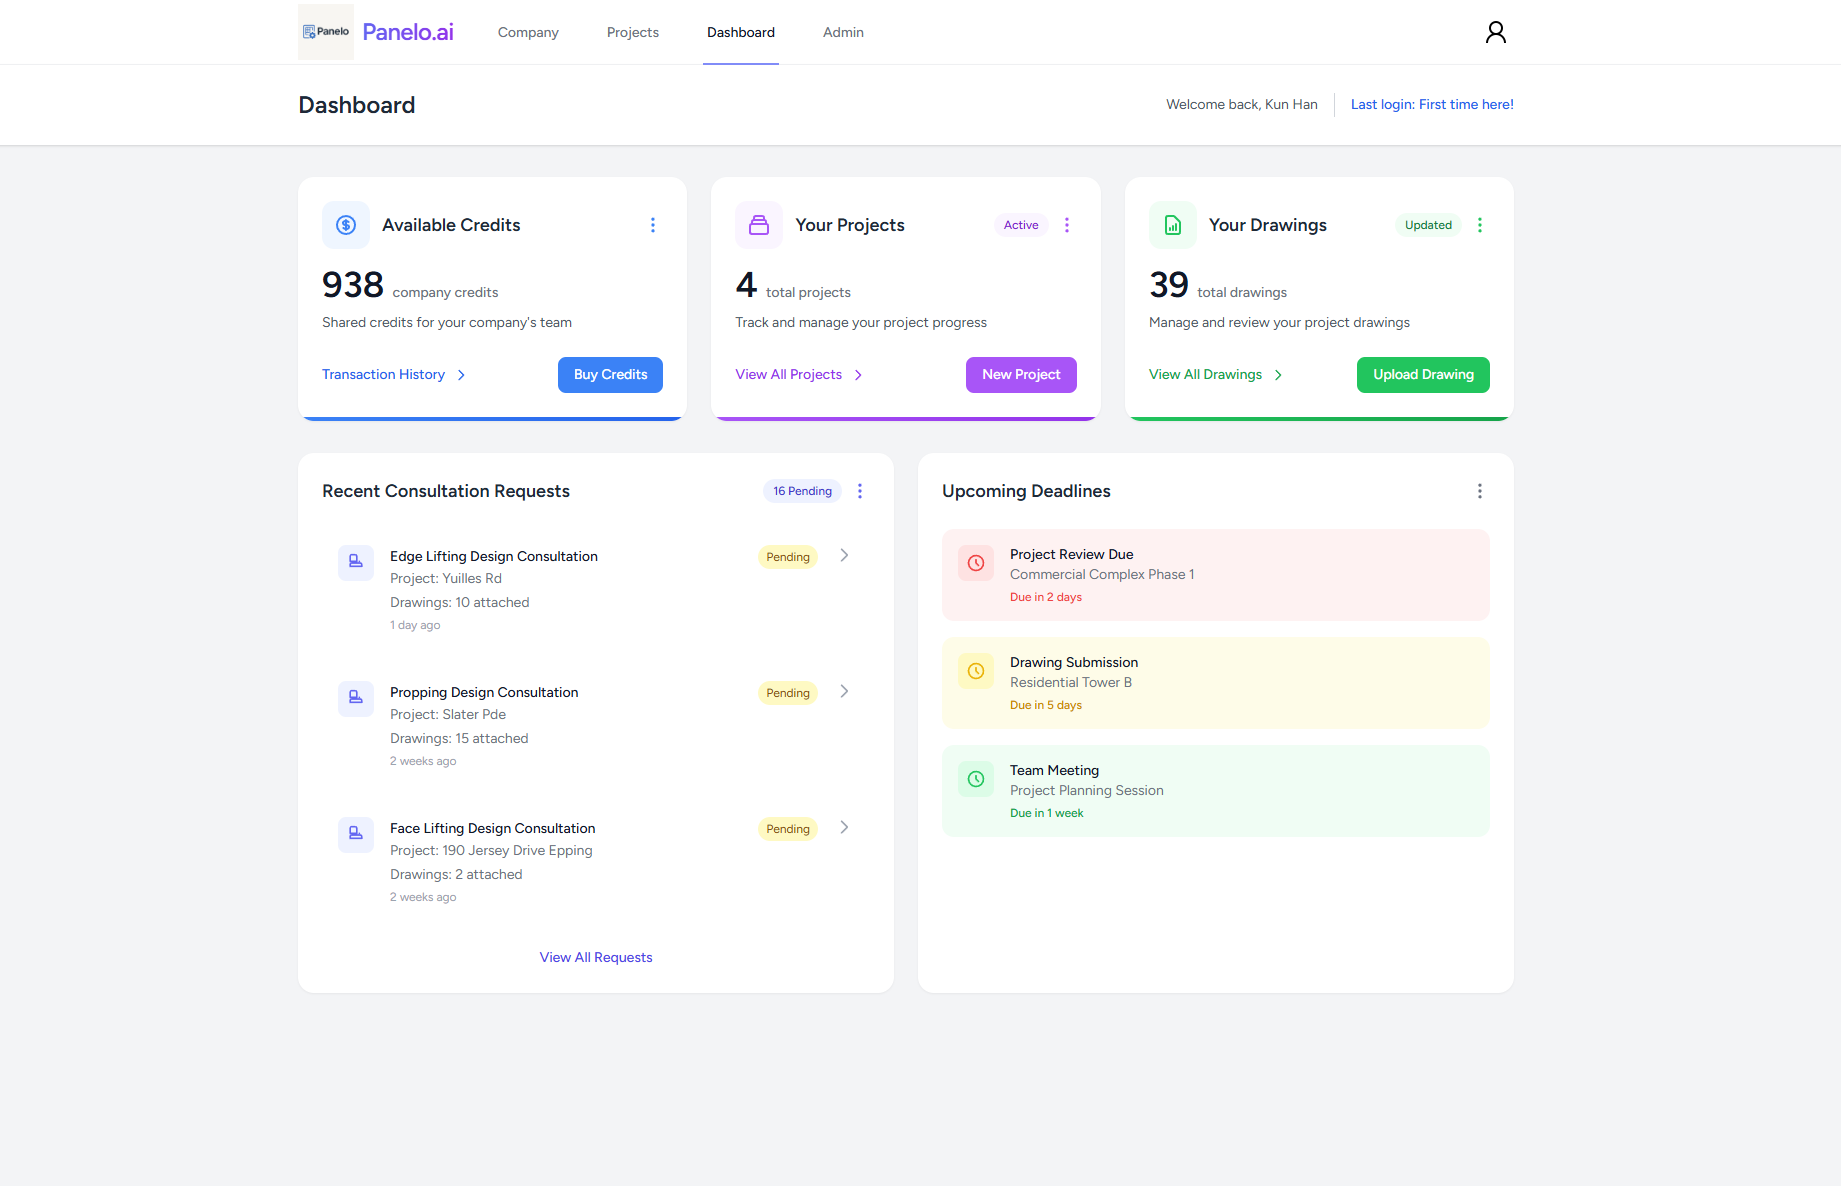 Panelo
Panelo.ai
Company
Projects
Dashboard
Admin
Dashboard
Welcome back, Kun Han
Last login: First time here!
Available Credits
938 company credits
Shared credits for your company's team
Transaction History
Buy Credits
Your Projects
Active
4 total projects
Track and manage your project progress
View All Projects
New Project
Your Drawings
Updated
39 total drawings
Manage and review your project drawings
View All Drawings
Upload Drawing
Recent Consultation Requests
16 Pending
Edge Lifting Design Consultation
Pending
Project: Yuilles Rd
Drawings: 10 attached
1 day ago
Propping Design Consultation
Pending
Project: Slater Pde
Drawings: 15 attached
2 weeks ago
Face Lifting Design Consultation
Pending
Project: 190 Jersey Drive Epping
Drawings: 2 attached
2 weeks ago
View All Requests
Upcoming Deadlines
Project Review Due
Commercial Complex Phase 1
Due in 2 days
Drawing Submission
Residential Tower B
Due in 5 days
Team Meeting
Project Planning Session
Due in 1 week